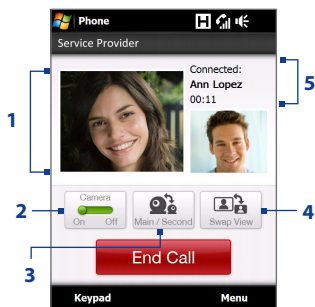 Phone H
Service Provider
Connected:
Ann Lopez
00:11
1
5
Camera
On Off
Main / Second
Swap View
2
3
4
End Call
Keypad Menu